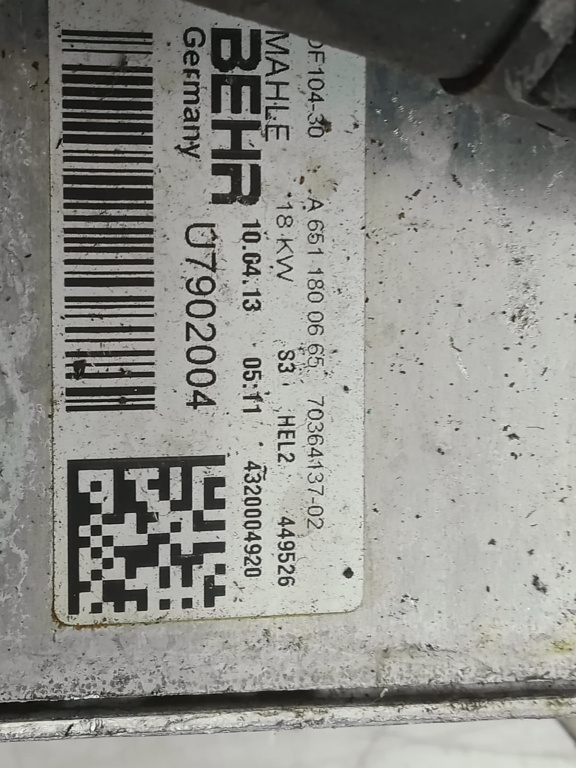 DF104-30 A 651 180 06 65 70364137-02
MAHLE 18 KW S3 HEL2 449526
BEHR 10.04.13 05:11 4320004920
Germany U7902004